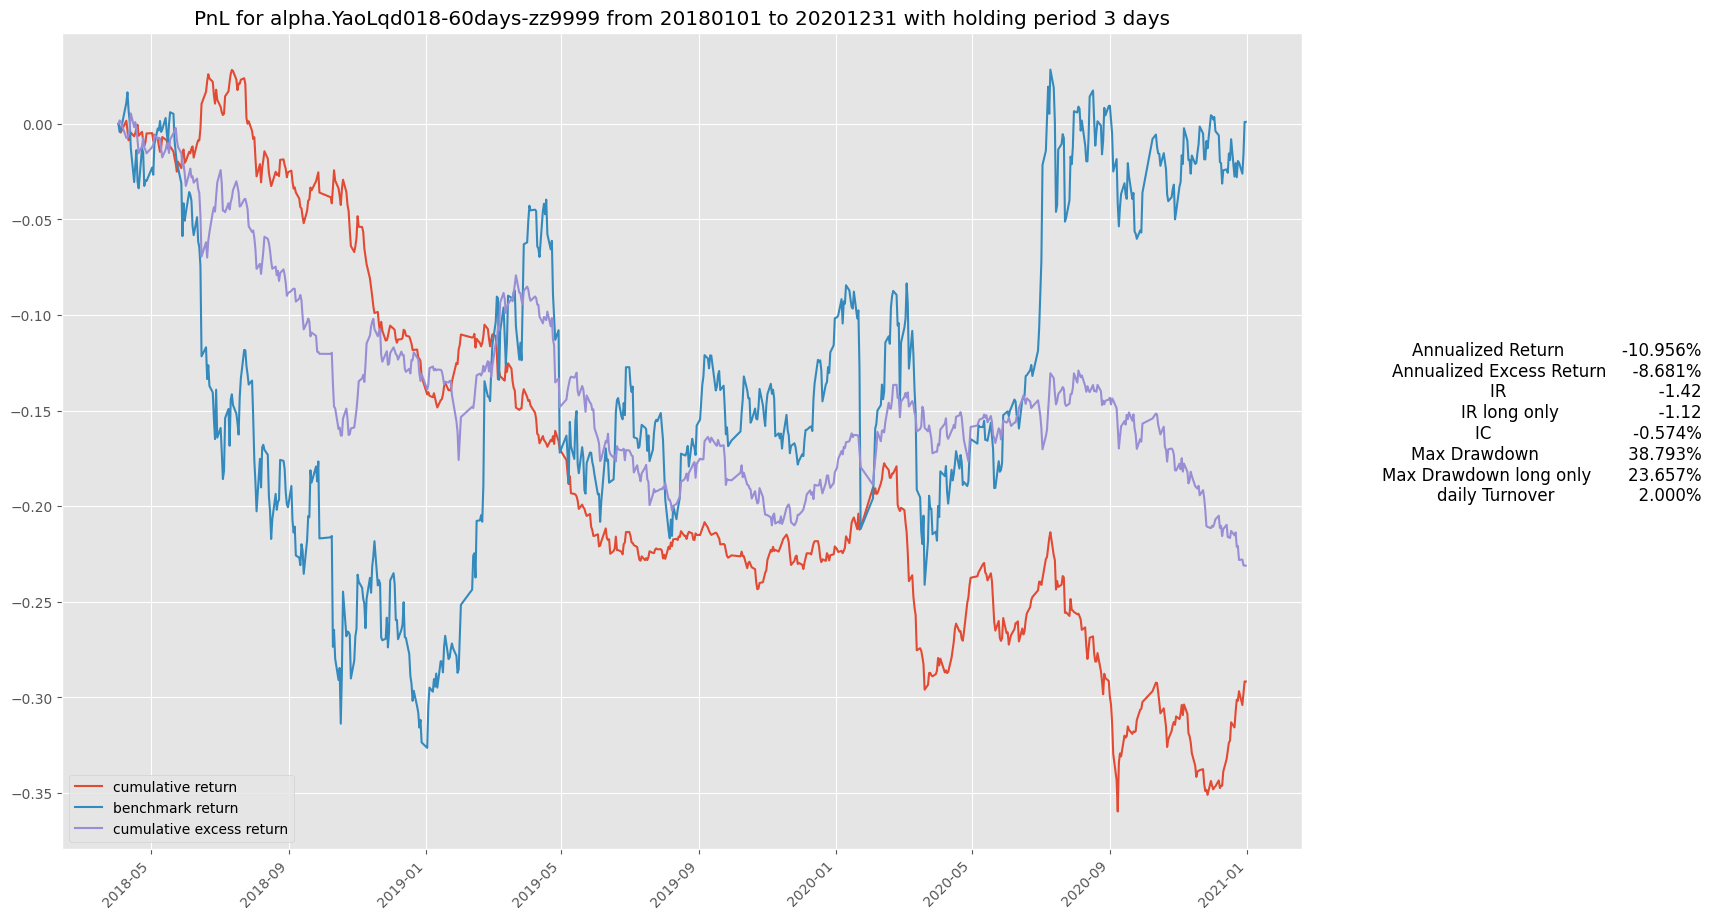 PnL for alpha.YaoLqd018-60days-zz9999 from 20180101 to 20201231 with holding period 3 days
0.00
−0.05
−0.10
−0.15
−0.20
−0.25
−0.30
−0.35
Annualized Return -10.956%
Annualized Excess Return -8.681%
IR -1.42
IR long only -1.12
IC -0.574%
Max Drawdown 38.793%
Max Drawdown long only 23.657%
daily Turnover 2.000%
cumulative return
benchmark return
cumulative excess return
2018-05
2018-09
2019-01
2019-05
2019-09
2020-01
2020-05
2020-09
2021-01